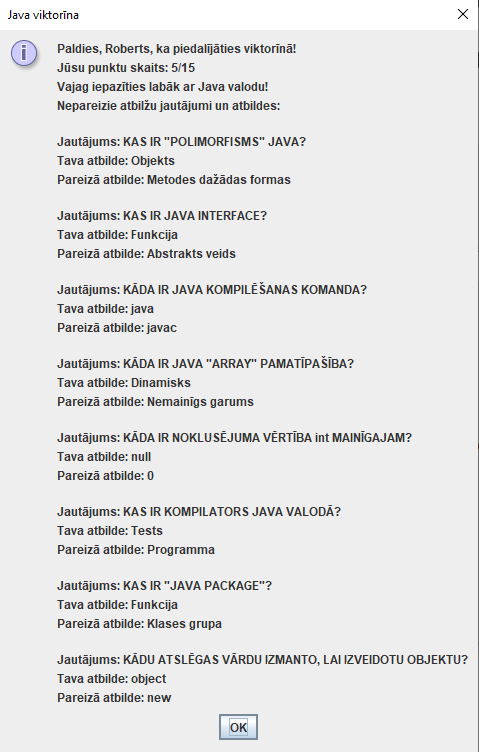 Java viktorīna
Paldies, Roberts, ka piedalījāties viktorīnā!
Jūsu punktu skaits: 5/15
Vajag iepazīties labāk ar Java valodu!
Nepareizie atbilžu jautājumi un atbildes:
Jautājums: KAS IR "POLIMORFISMS" JAVA?
Tava atbilde: Objekts
Pareizā atbilde: Metodes dažādas formas
Jautājums: KAS IR JAVA INTERFACE?
Tava atbilde: Funkcija
Pareizā atbilde: Abstrakts veids
Jautājums: KĀDA IR JAVA KOMPILĒŠANAS KOMANDA?
Tava atbilde: java
Pareizā atbilde: javac
Jautājums: KĀDA IR JAVA "ARRAY" PAMATĪPAŠĪBA?
Tava atbilde: Dinamisks
Pareizā atbilde: Nemainīgs garums
Jautājums: KĀDA IR NOKLUSĒJUMA VĒRTĪBA int MAINĪGAJAM?
Tava atbilde: null
Pareizā atbilde: 0
Jautājums: KAS IR KOMPILATORS JAVA VALODĀ?
Tava atbilde: Tests
Pareizā atbilde: Programma
Jautājums: KAS IR "JAVA PACKAGE"?
Tava atbilde: Funkcija
Pareizā atbilde: Klases grupa
Jautājums: KĀDU ATSLĒGAS VĀRDU IZMANTO, LAI IZVEIDOTU OBJEKTU?
Tava atbilde: object
Pareizā atbilde: new
OK